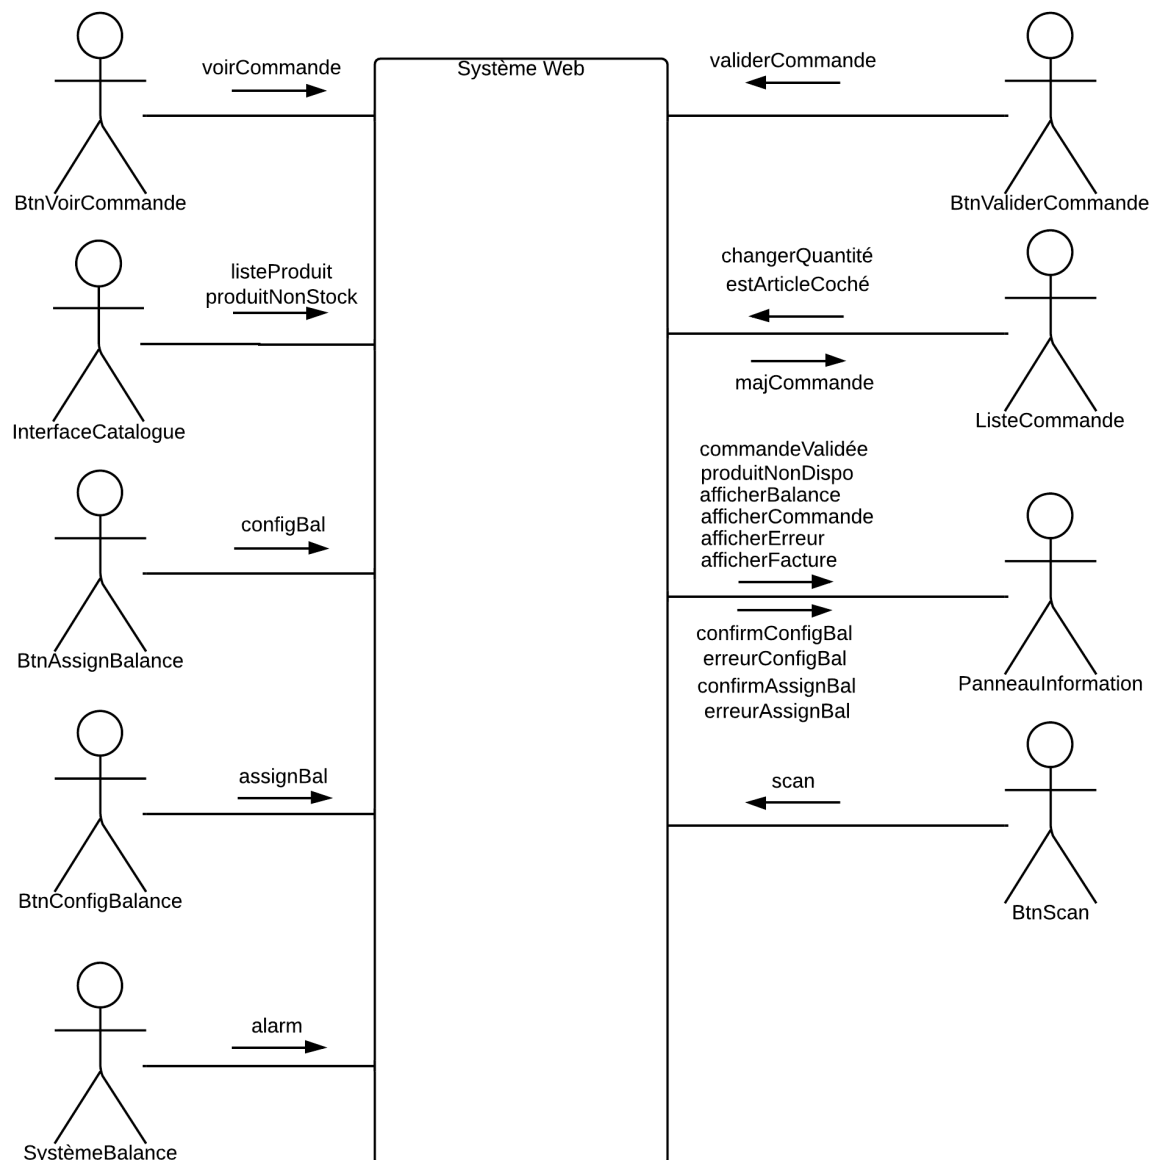 Système Web
voirCommande
BtnVoirCommande
listeProduit
produitNonStock
InterfaceCatalogue
configBal
BtnAssignBalance
assignBal
BtnConfigBalance
alarm
SystèmeBalance
validerCommande
BtnValiderCommande
changerQuantité
estArticleCoché
majCommande
ListeCommande
commandeValidée
produitNonDispo
afficherBalance
afficherCommande
afficherErreur
afficherFacture
confirmConfigBal
erreurConfigBal
confirmAssignBal
erreurAssignBal
PanneauInformation
scan
BtnScan